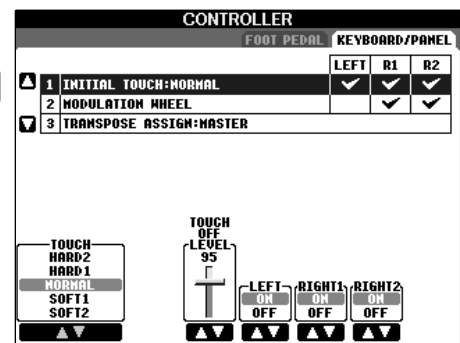 CONTROLLER
FOOT PEDAL KEYBOARD/PANEL
LEFT R1 R2
1 INITIAL TOUCH:NORMAL
2 MODULATION WHEEL
3 TRANSPOSE ASSIGN:MASTER
TOUCH
OFF
LEVEL
95
TOUCH
HARD2
HARD1
NORMAL
SOFT1
SOFT2
LEFT RIGHT1 RIGHT2
ON ON ON
OFF OFF OFF